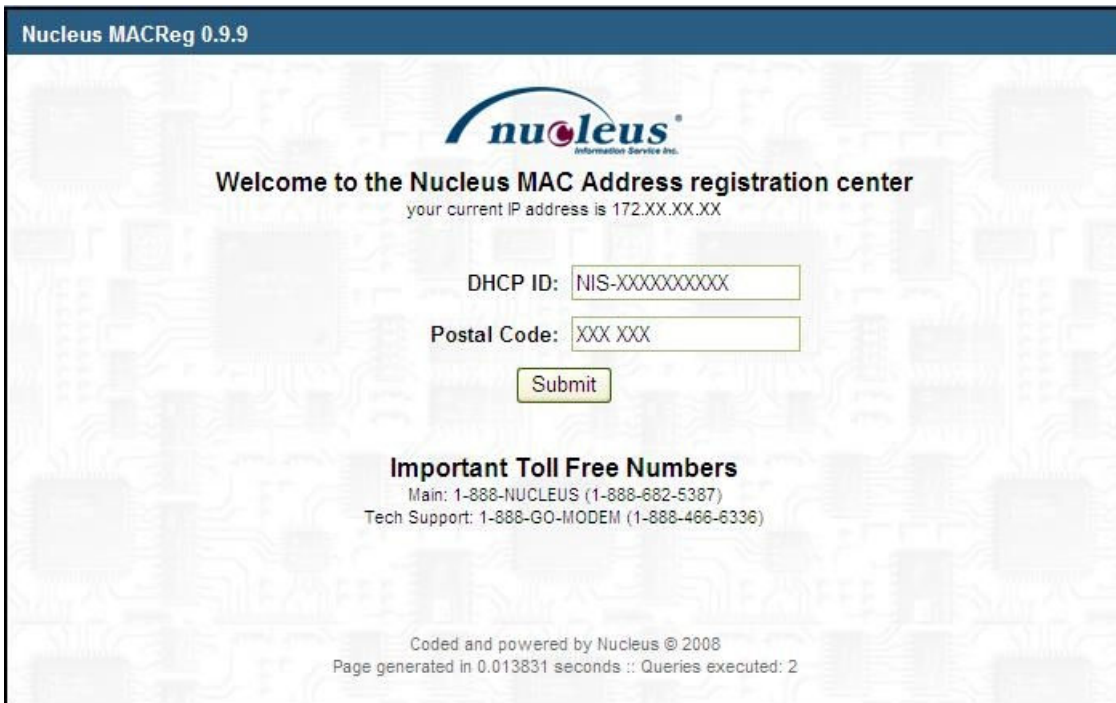 Nucleus MACReg 0.9.9
nucleus
Information Service Inc.
Welcome to the Nucleus MAC Address registration center
your current IP address is 172.XX.XX.XX
DHCP ID: NIS-XXXXXXXXXX
Postal Code: XXX XXX
Submit
Important Toll Free Numbers
Main: 1-888-NUCLEUS (1-888-682-5387)
Tech Support: 1-888-GO-MODEM (1-888-466-6336)
Coded and powered by Nucleus © 2008
Page generated in 0.013831 seconds :: Queries executed: 2